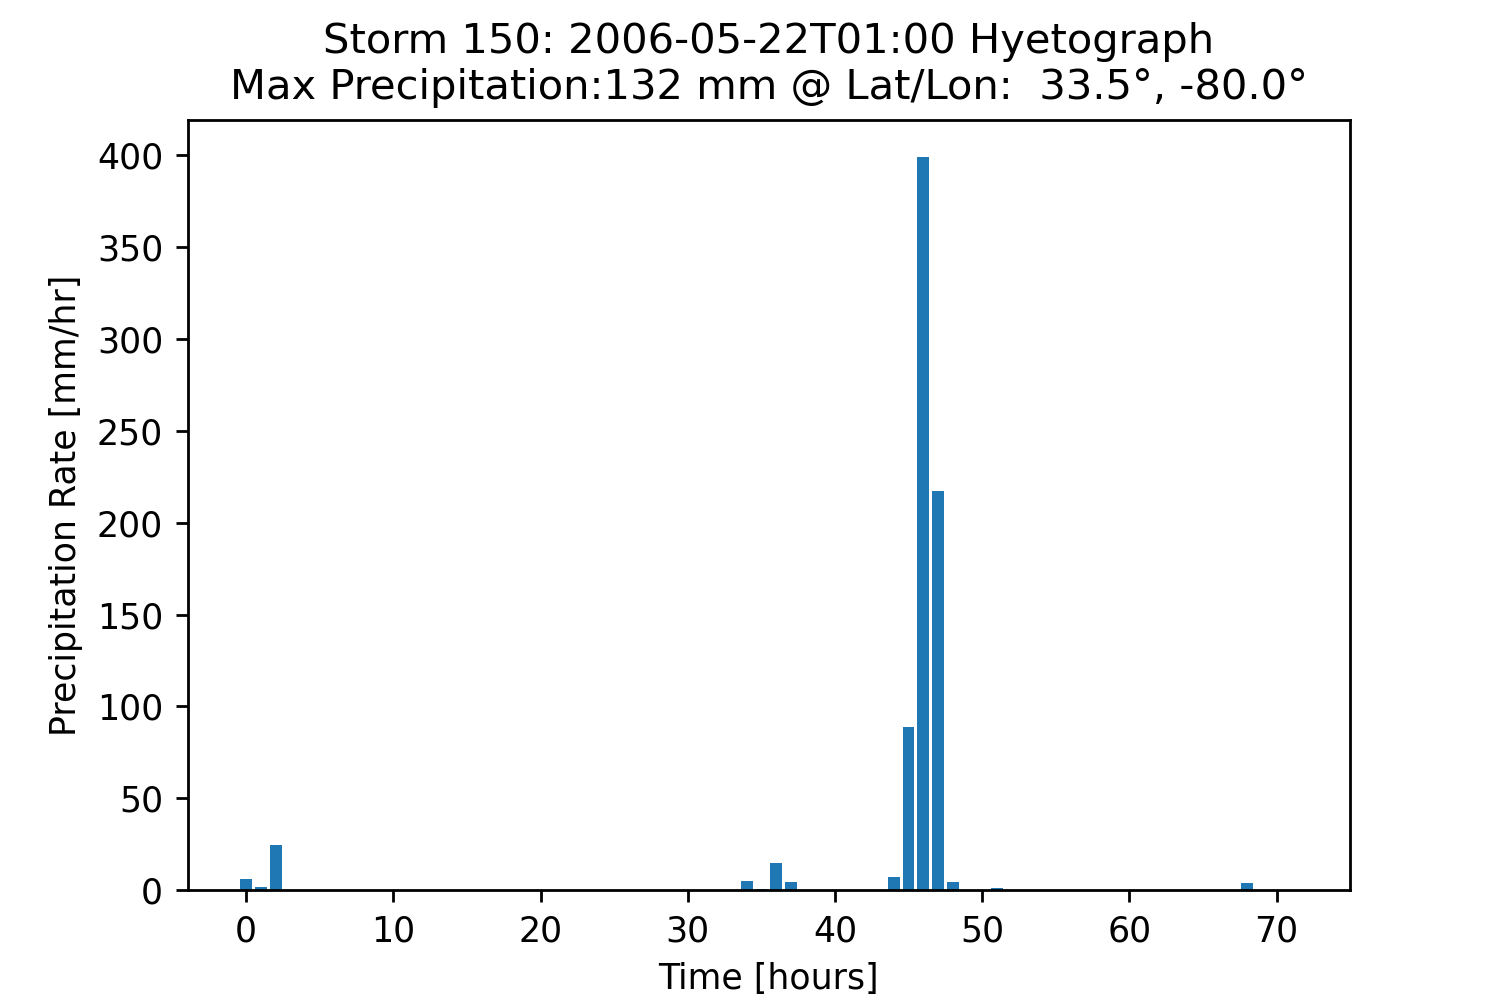 Storm 150: 2006-05-22T01:00 Hyetograph
Max Precipitation:132 mm @ Lat/Lon:  33.5°, -80.0°
Precipitation Rate [mm/hr]
400
350
300
250
200
150
100
50
0
0 10 20 30 40 50 60 70
Time [hours]